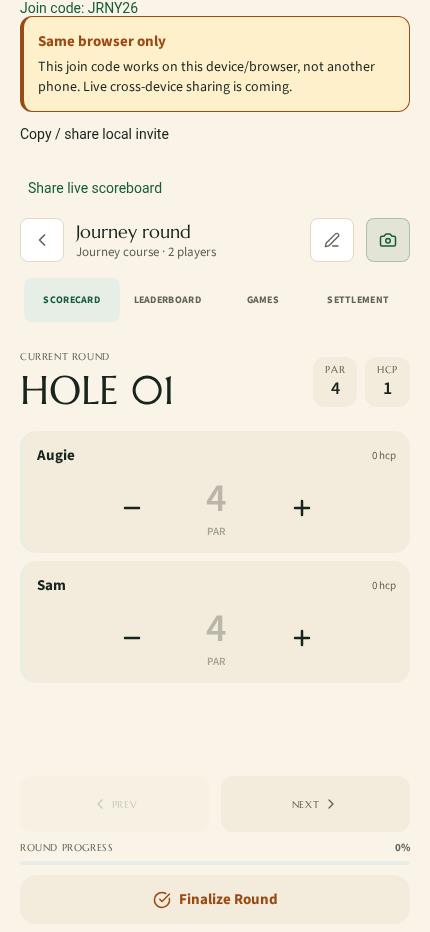 Join code: JRNY26
Same browser only
This join code works on this device/browser, not another
phone. Live cross-device sharing is coming.
Copy / share local invite
Share live scoreboard
Journey round
Journey course · 2 players
SCORECARD LEADERBOARD GAMES SETTLEMENT
CURRENT ROUND
HOLE 01
PAR
4
HCP
1
Augie 0 hcp
− 4 +
PAR
Sam 0 hcp
− 4 +
PAR
PREV NEXT
ROUND PROGRESS 0%
Finalize Round